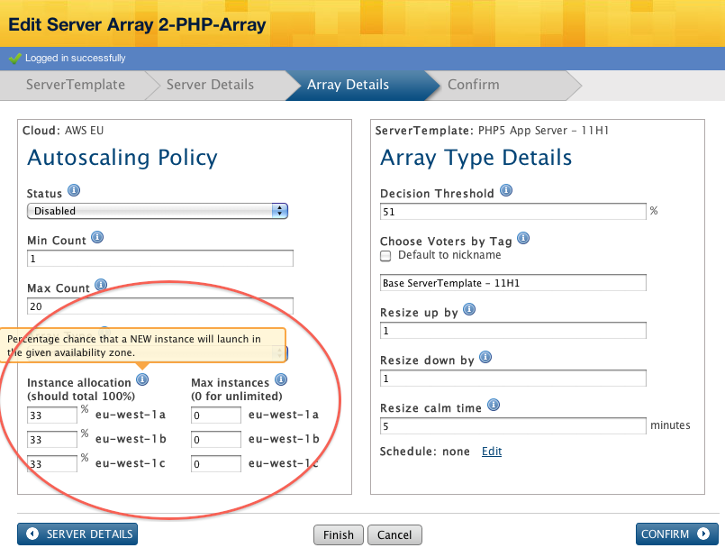 Edit Server Array 2-PHP-Array
Logged in successfully
ServerTemplate
Server Details
Array Details
Confirm
Cloud: AWS EU
Autoscaling Policy
Status
Disabled
Min Count
1
Max Count
20
Percentage chance that a NEW instance will launch in
the given availability zone.
Instance allocation
(should total 100%)
Max instances
(0 for unlimited)
33 % eu-west-1a
0 eu-west-1a
33 % eu-west-1b
0 eu-west-1b
33 % eu-west-1c
0 eu-west-1c
ServerTemplate: PHP5 App Server - 11H1
Array Type Details
Decision Threshold
51 %
Choose Voters by Tag
Default to nickname
Base ServerTemplate - 11H1
Resize up by
1
Resize down by
1
Resize calm time
5 minutes
Schedule: none Edit
SERVER DETAILS
Finish
Cancel
CONFIRM